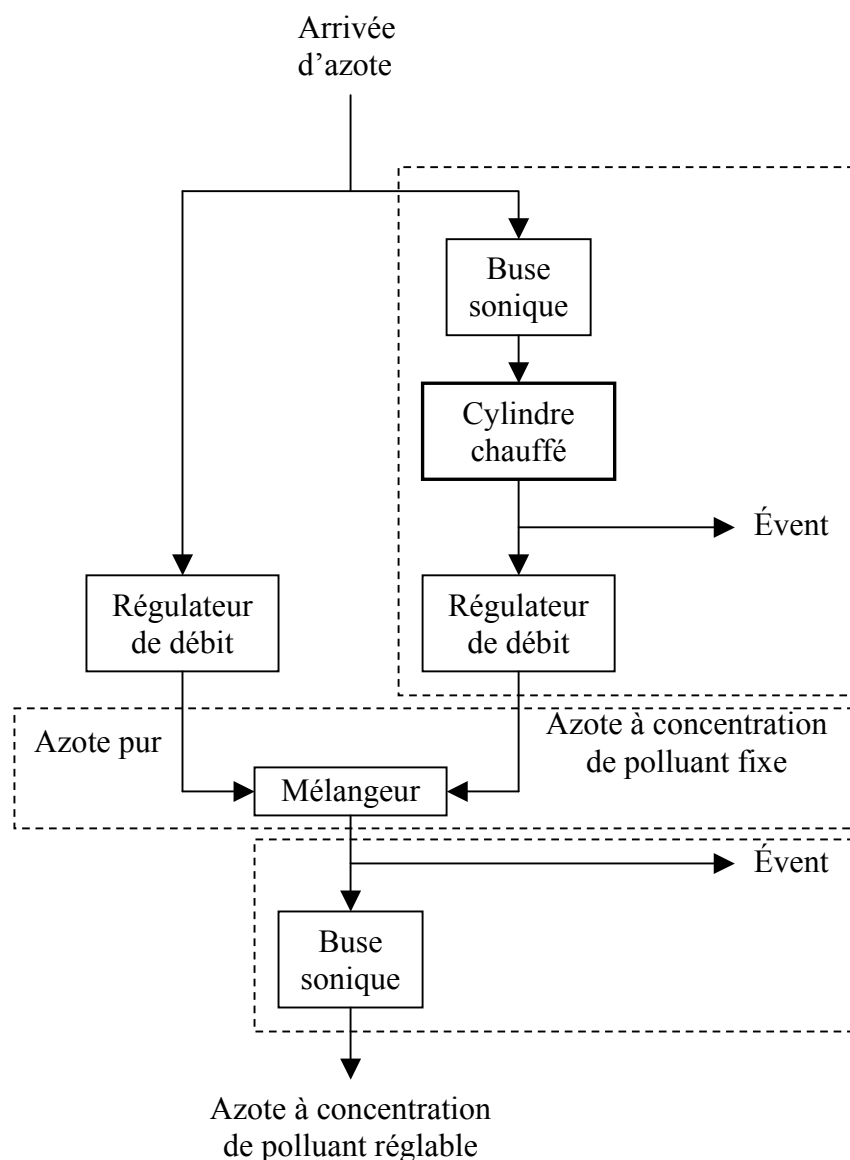 Arrivée
d’azote
Buse
sonique
Cylindre
chauffé
Évent
Régulateur
de débit
Régulateur
de débit
Azote pur
Azote à concentration
de polluant fixe
Mélangeur
Évent
Buse
sonique
Azote à concentration
de polluant réglable